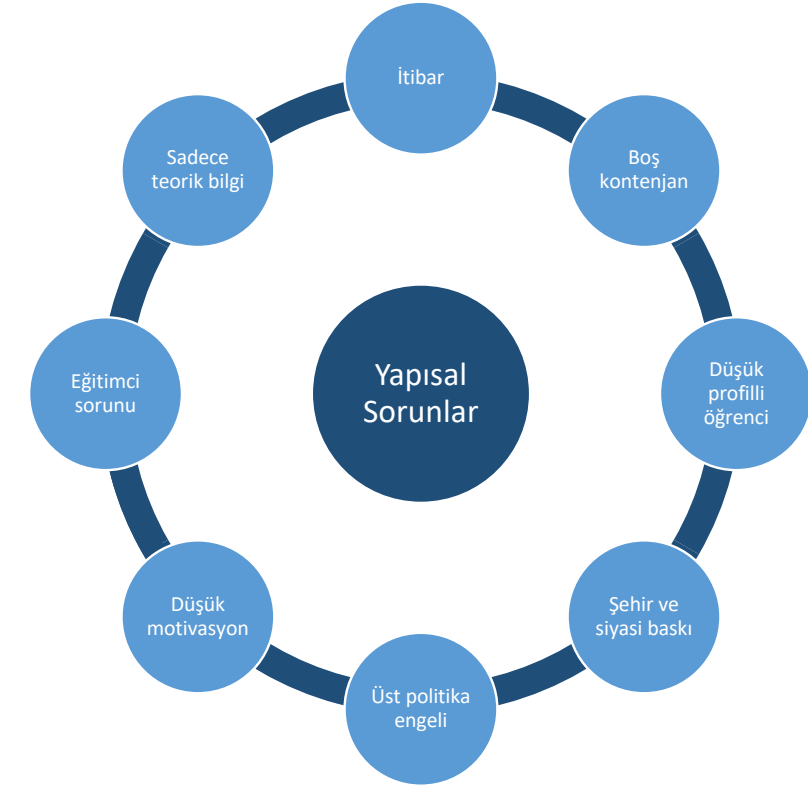 İtibar
Boş
kontenjan
Düşük
profilli
öğrenci
Şehir ve
siyasi baskı
Üst politika
engeli
Düşük
motivasyon
Eğitimci
sorunu
Sadece
teorik bilgi
Yapısal
Sorunlar